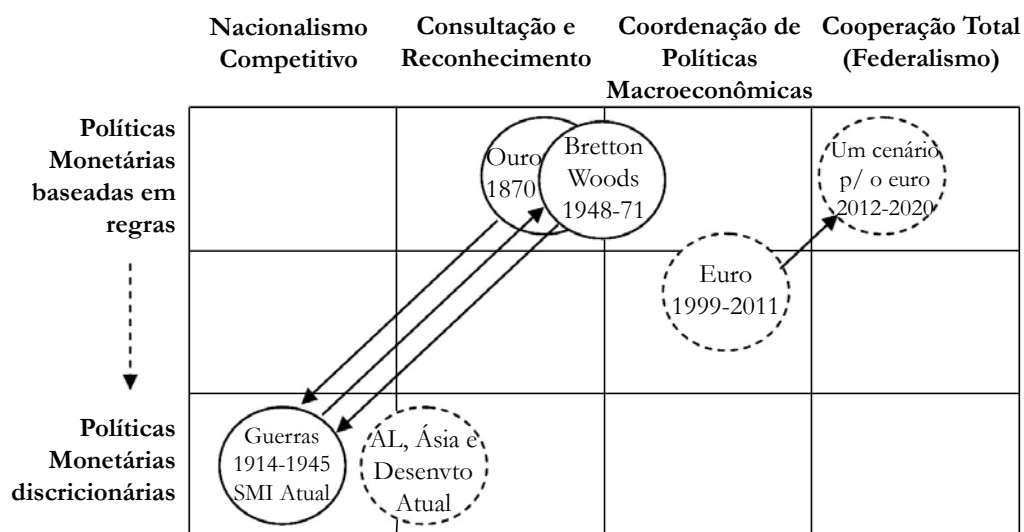 Nacionalismo
Competitivo
Consultação e
Reconhecimento
Coordenação de
Políticas
Macroeconômicas
Cooperação Total
(Federalismo)
Políticas
Monetárias
baseadas em
regras
Ouro
1870
Bretton
Woods
1948-71
Um cenário
p/ o euro
2012-2020
Euro
1999-2011
Políticas
Monetárias
discricionárias
Guerras
1914-1945
SMI Atual
AL, Ásia e
Desenvto
Atual